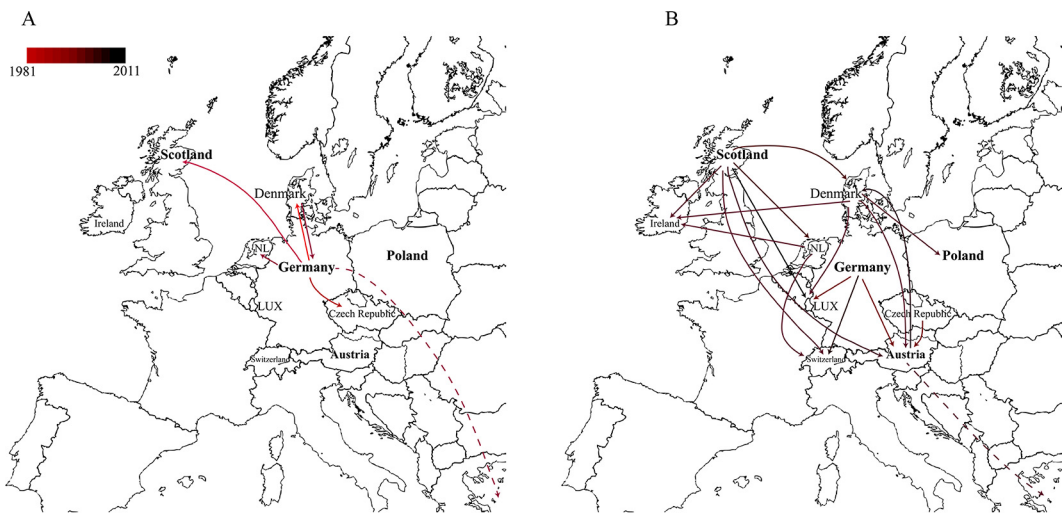 A
1981 2011
Scotland
Denmark
Ireland
NL
Poland
Germany
LUX
Czech Republic
Switzerland
Austria
B
Scotland
Denmark
Ireland
NL
Poland
Germany
LUX
Czech Republic
Switzerland
Austria